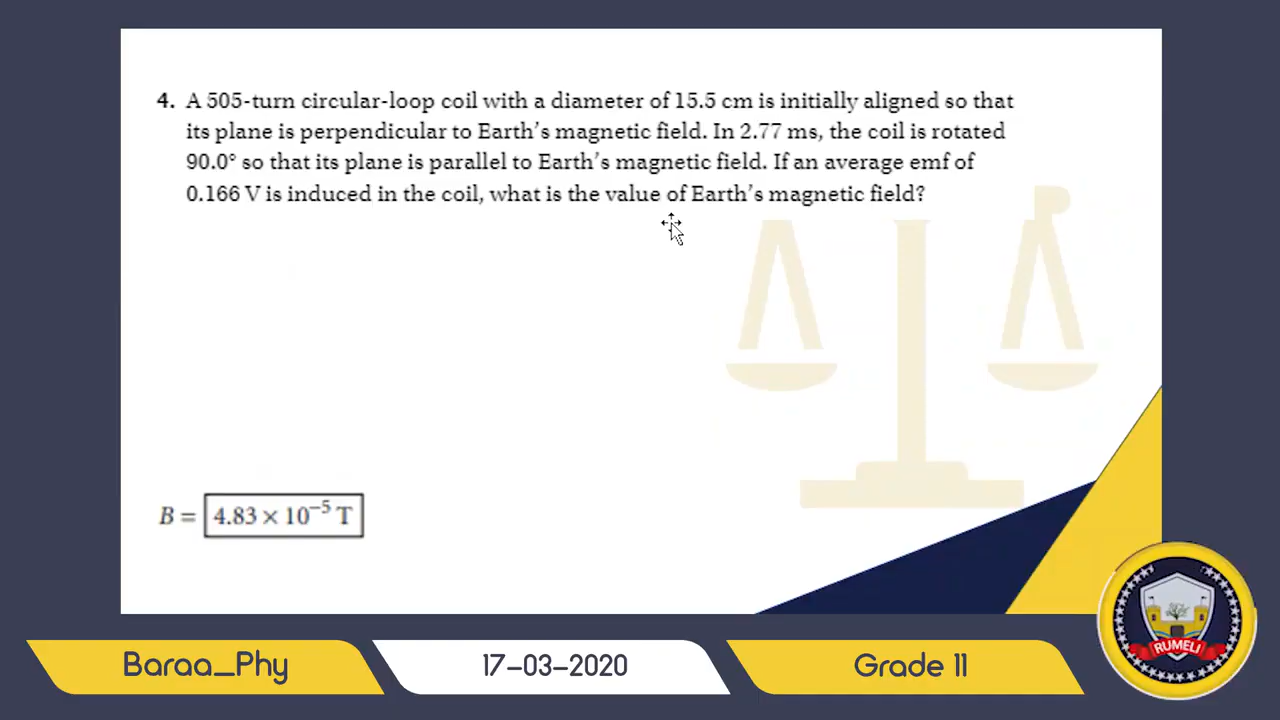 4. A 505-turn circular-loop coil with a diameter of 15.5 cm is initially aligned so that
its plane is perpendicular to Earth's magnetic field. In 2.77 ms, the coil is rotated
90.0° so that its plane is parallel to Earth's magnetic field. If an average emf of
0.166 V is induced in the coil, what is the value of Earth's magnetic field?
B = 4.83 × 10⁻⁵ T
RUMELI
Baraa_Phy
17-03-2020
Grade 11